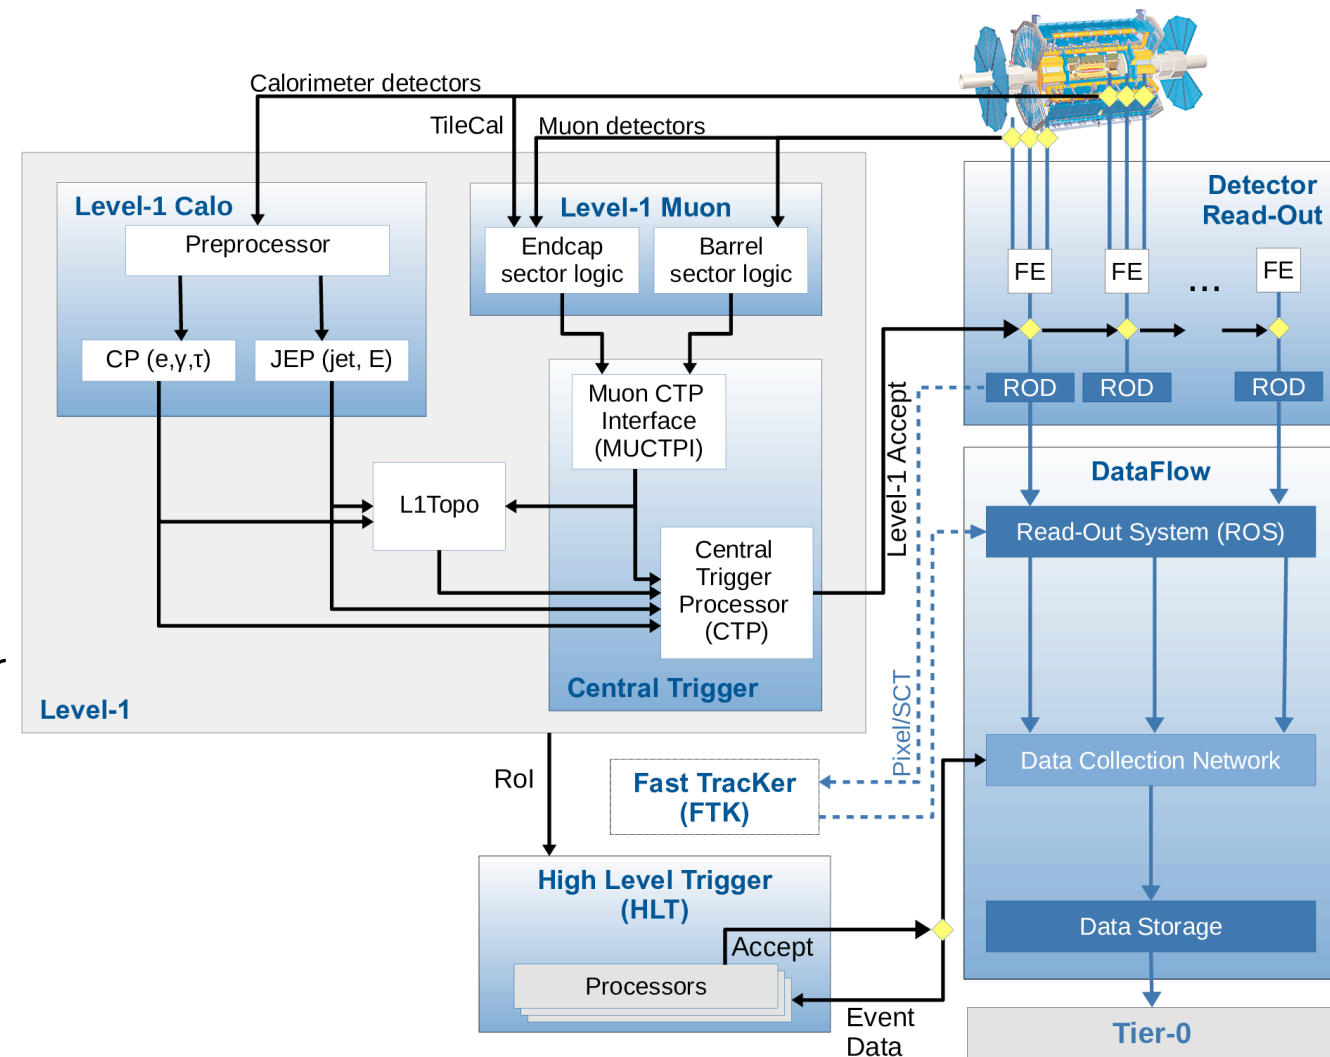 Calorimeter detectors
TileCal
Muon detectors
Level-1 Calo
Preprocessor
CP (e,γ,τ)
JEP (jet, E)
Level-1 Muon
Endcap
sector logic
Barrel
sector logic
Muon CTP
Interface
(MUCTPI)
L1Topo
Central
Trigger
Processor
(CTP)
Central Trigger
Level-1
Level-1 Accept
Detector
Read-Out
FE
FE
...
FE
ROD
ROD
ROD
DataFlow
Read-Out System (ROS)
Data Collection Network
Data Storage
Tier-0
Pixel/SCT
RoI
Fast TracKer
(FTK)
High Level Trigger
(HLT)
Accept
Processors
Event
Data